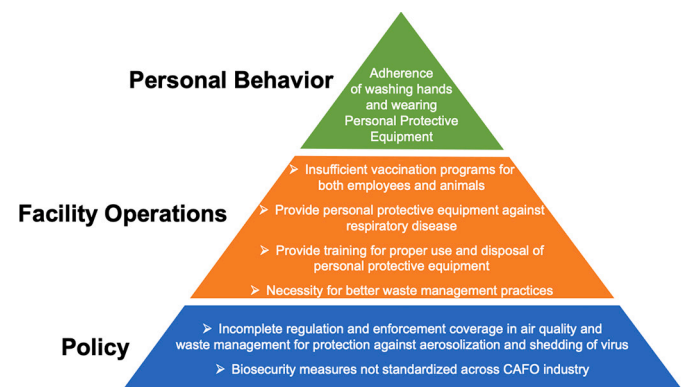 Personal Behavior
Adherence
of washing hands
and wearing
Personal Protective
Equipment
Facility Operations
➢ Insufficient vaccination programs for
both employees and animals
➢ Provide personal protective equipment against
respiratory disease
➢ Provide training for proper use and disposal of
personal protective equipment
➢ Necessity for better waste management practices
Policy
➢ Incomplete regulation and enforcement coverage in air quality and
waste management for protection against aerosolization and shedding of virus
➢ Biosecurity measures not standardized across CAFO industry